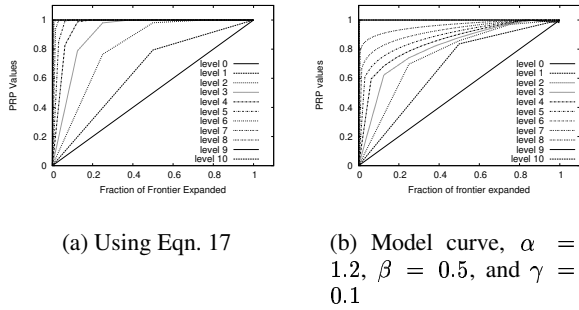 PRP Values
1
0.8
0.6
0.4
0.2
0
level 0
level 1
level 2
level 3
level 4
level 5
level 6
level 7
level 8
level 9
level 10
0 0.2 0.4 0.6 0.8 1
Fraction of Frontier Expanded
(a) Using Eqn. 17
PRP values
1
0.8
0.6
0.4
0.2
0
level 0
level 1
level 2
level 3
level 4
level 5
level 6
level 7
level 8
level 9
level 10
0 0.2 0.4 0.6 0.8 1
Fraction of frontier expanded
(b) Model curve, α =
1.2, β = 0.5, and γ =
0.1